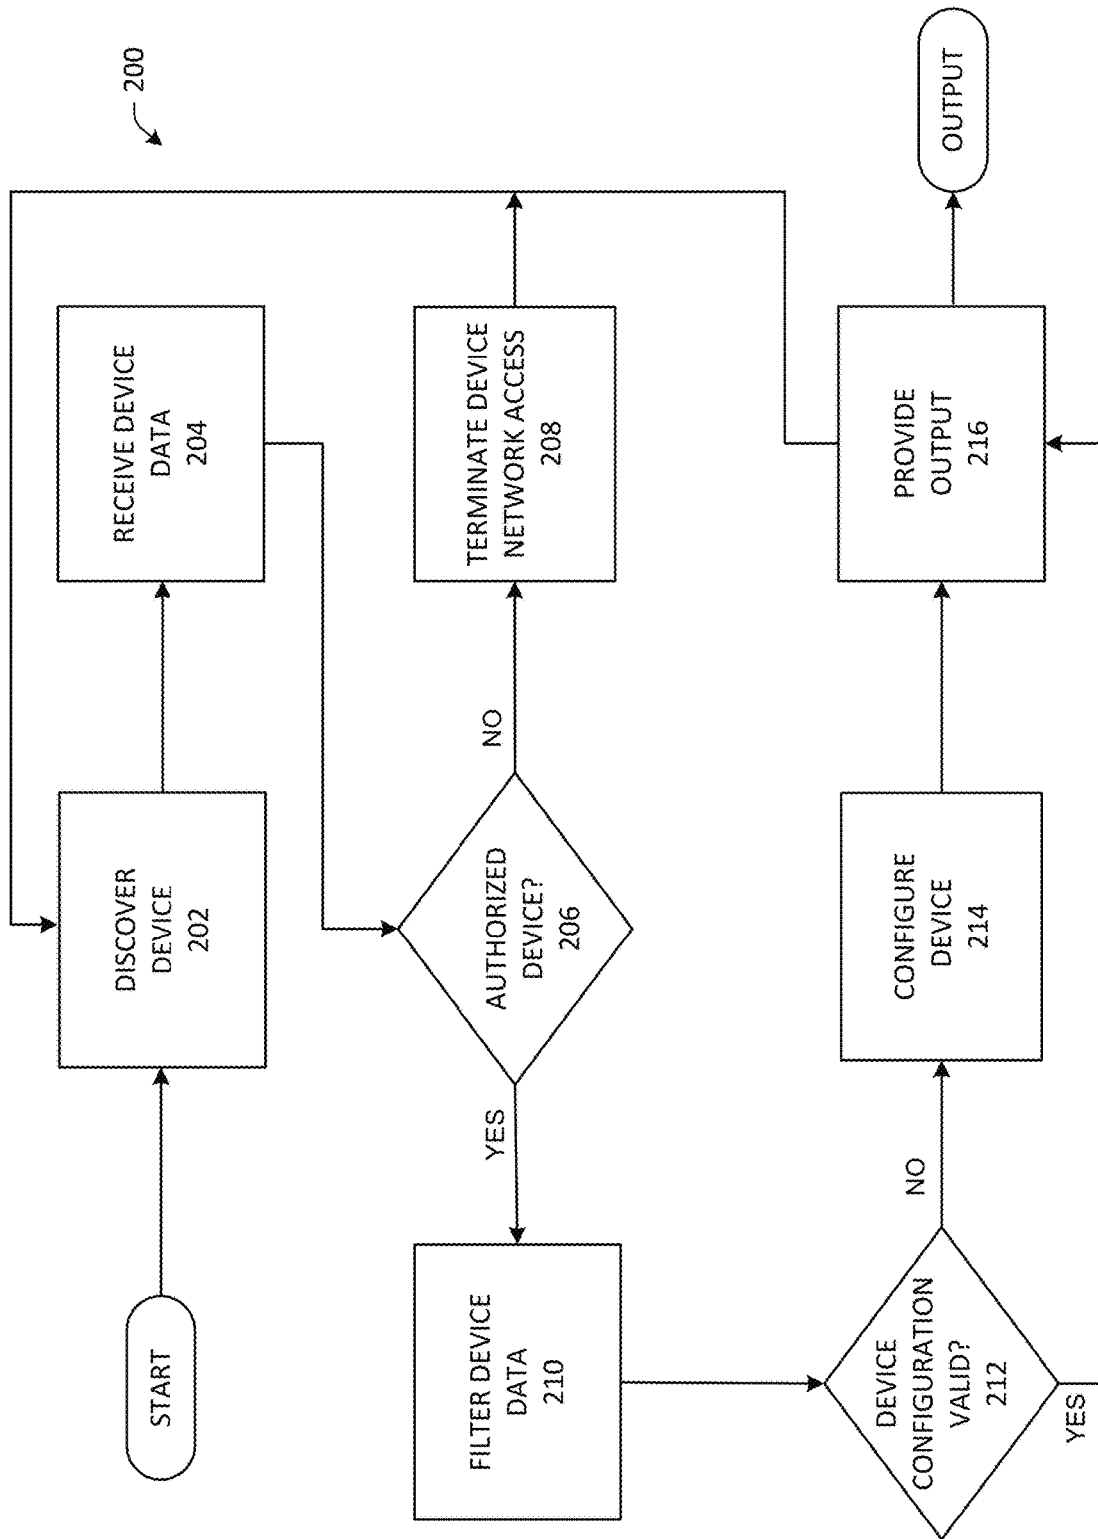 200
START
DISCOVER
DEVICE
202
RECEIVE DEVICE
DATA
204
AUTHORIZED
DEVICE?
206
NO
TERMINATE DEVICE
NETWORK ACCESS
208
YES
FILTER DEVICE
DATA
210
DEVICE
CONFIGURATION
VALID?
212
NO
CONFIGURE
DEVICE
214
YES
PROVIDE
OUTPUT
216
OUTPUT